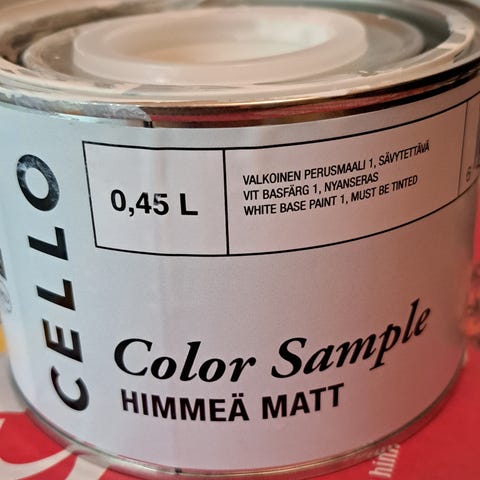 CELLO
0,45 L
VALKOINEN PERUSMAALI 1, SÄVYTETTÄVÄ
VIT BASFÄRG 1, NYANSERAS
WHITE BASE PAINT 1, MUST BE TINTED
Color Sample
HIMMEÄ MATT